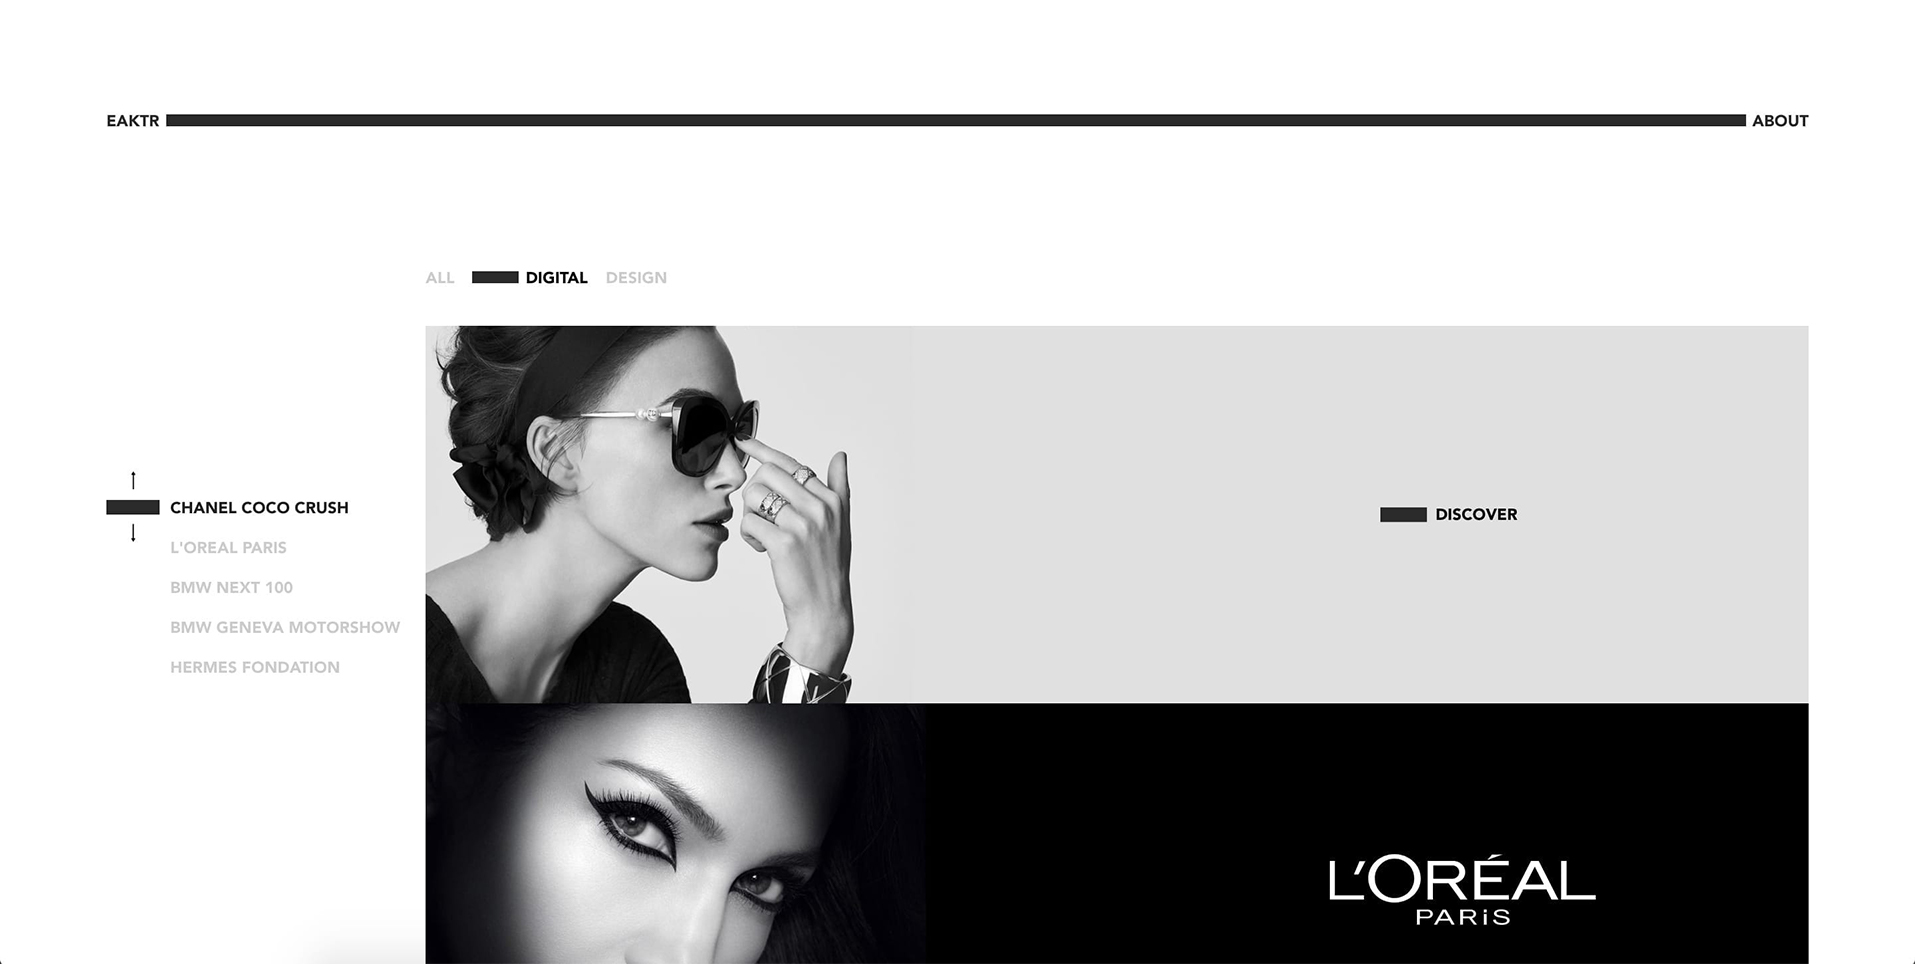 EAKTR ABOUT
ALL DIGITAL DESIGN
CHANEL COCO CRUSH
L'OREAL PARIS
BMW NEXT 100
BMW GENEVA MOTORSHOW
HERMES FONDATION
DISCOVER
L'ORÉAL
PARiS